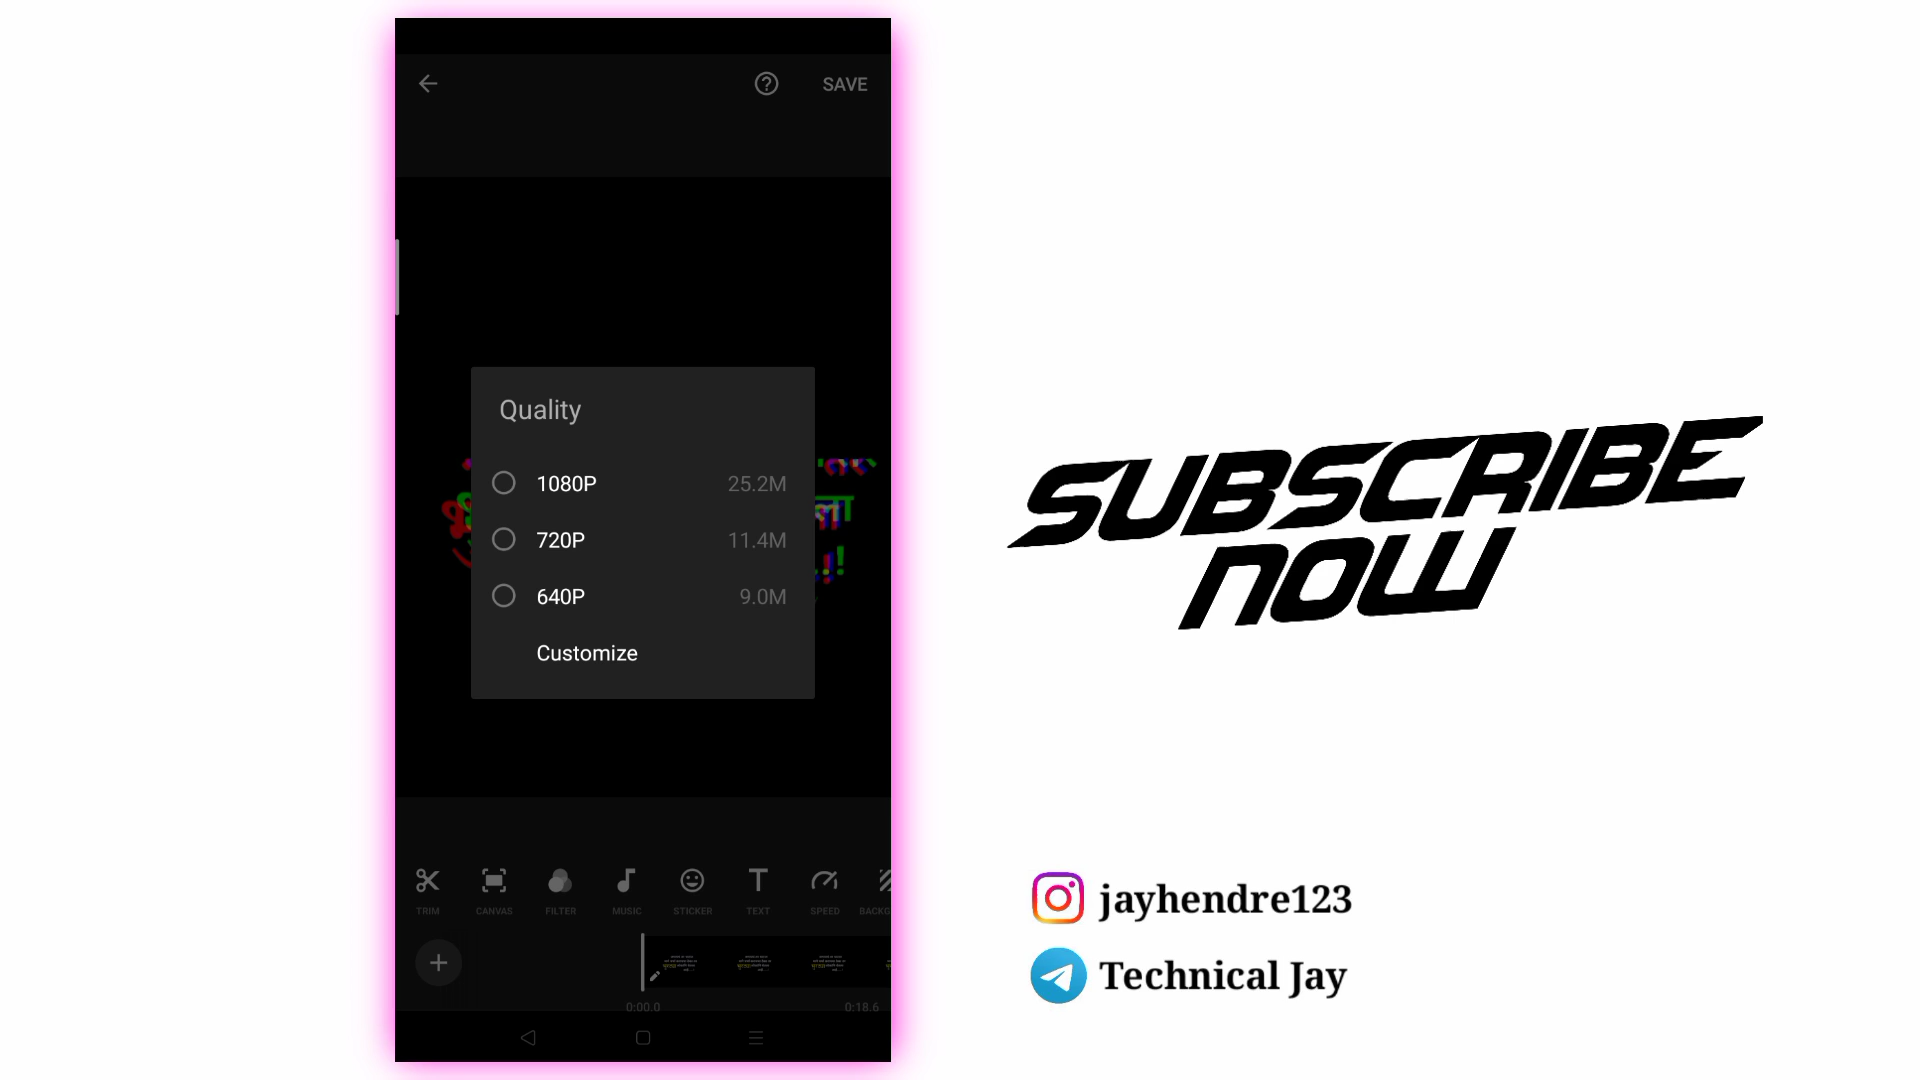 SAVE
Quality
1080P 25.2M
720P 11.4M
640P 9.0M
Customize
TRIM CANVAS FILTER MUSIC STICKER TEXT SPEED BACKG
0:00.0 0:18.6
SUBSCRIBE
NOW
jayhendre123
Technical Jay